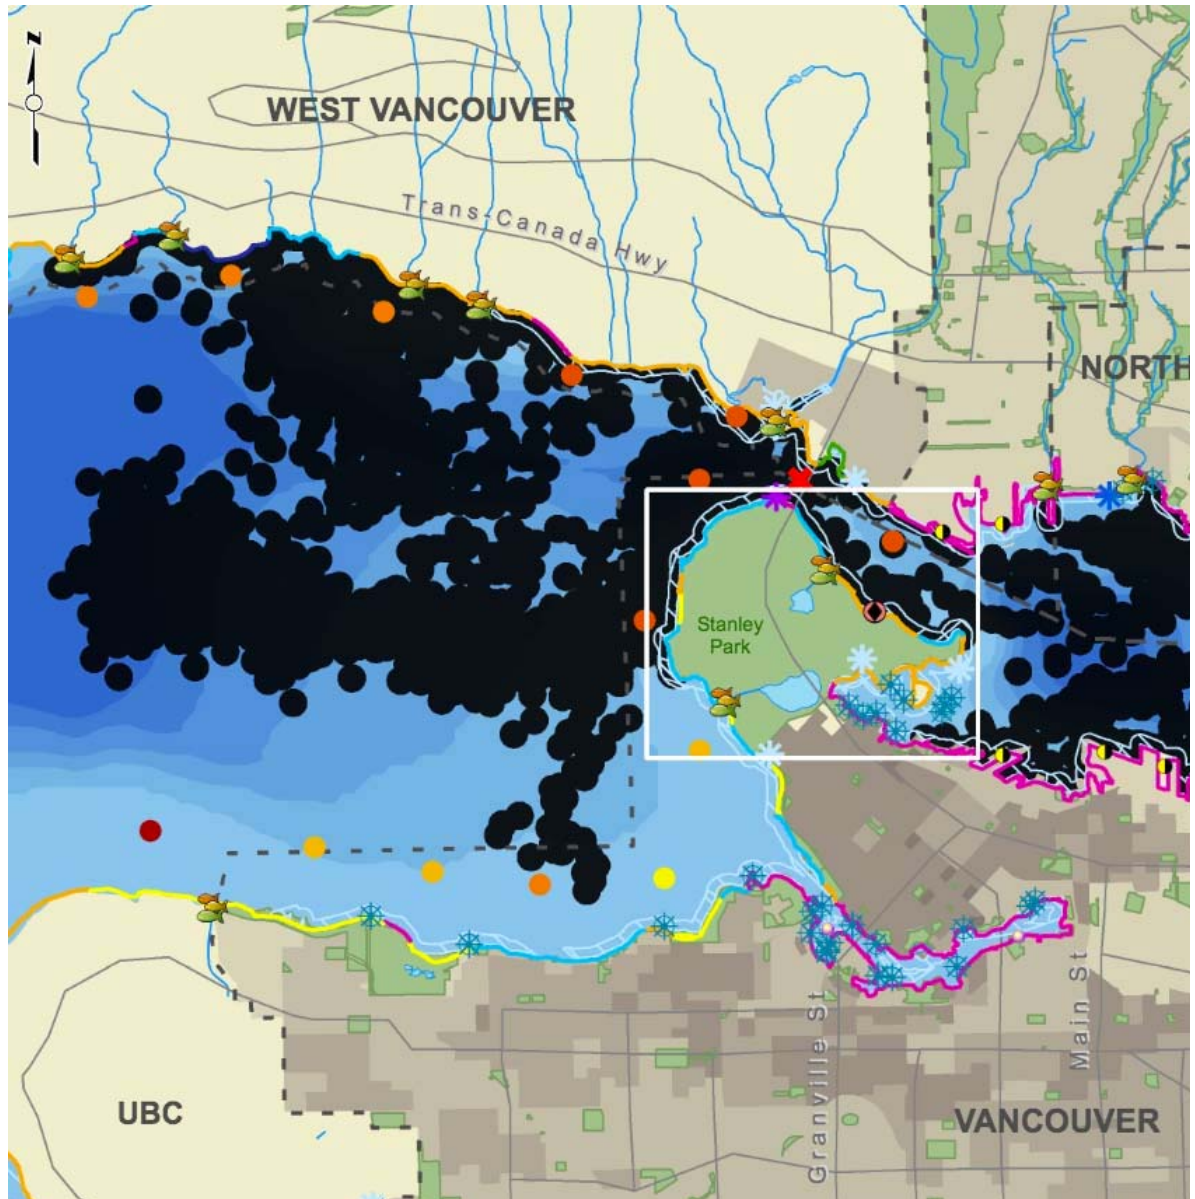 N
WEST VANCOUVER
Trans-Canada Hwy
NORTH
Stanley
Park
Granville St
Main St
UBC
VANCOUVER